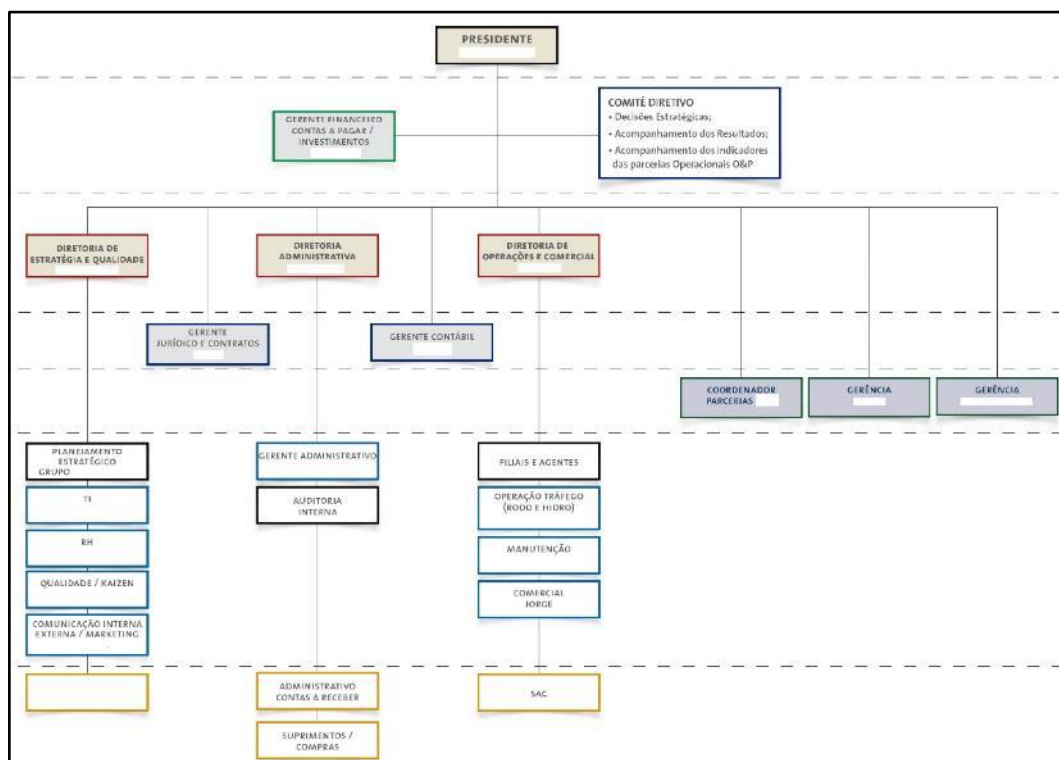 PRESIDENTE
GERENTE FINANCEIRO
CONTAS A PAGAR /
INVESTIMENTOS
COMITÊ DIRETIVO
• Decisões Estratégicas;
• Acompanhamento dos Resultados;
• Acompanhamento dos indicadores
das parcerias Operacionais O&P
DIRETORIA DE
ESTRATÉGIA E QUALIDADE
DIRETORIA
ADMINISTRATIVA
DIRETORIA DE
OPERAÇÕES E COMERCIAL
GERENTE
JURÍDICO E CONTRATOS
GERENTE CONTÁBIL
COORDENADOR
PARCERIAS
GERÊNCIA
GERÊNCIA
PLANEJAMENTO
ESTRATÉGICO
GRUPO
TI
RH
QUALIDADE / KAIZEN
COMUNICAÇÃO INTERNA
EXTERNA / MARKETING
GERENTE ADMINISTRATIVO
AUDITORIA
INTERNA
FILIAIS E AGENTES
OPERAÇÃO TRÁFEGO
(RODO E HIDRO)
MANUTENÇÃO
COMERCIAL
JORGE
ADMINISTRATIVO
CONTAS A RECEBER
SUPRIMENTOS /
COMPRAS
SAC